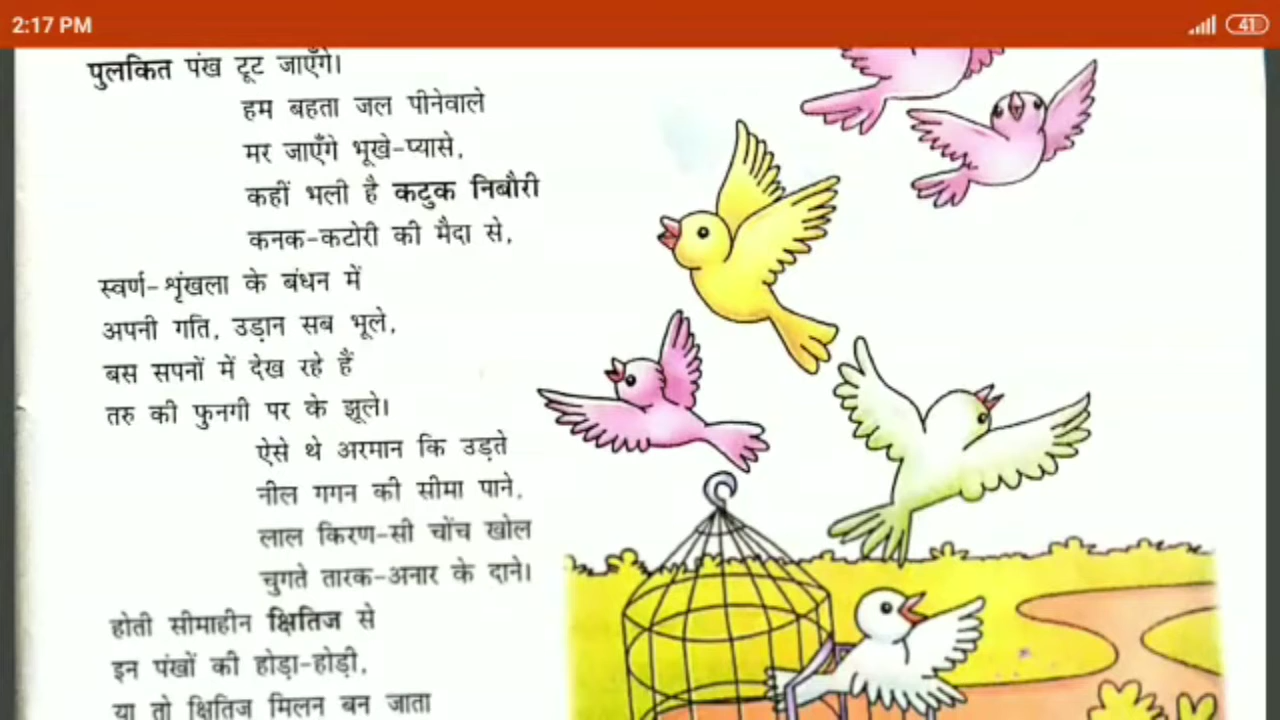 2:17 PM
41
पुलकित पंख टूट जाएँगे।
हम बहता जल पीनेवाले
मर जाएँगे भूखे-प्यासे,
कहीं भली है कटुक निबौरी
कनक-कटोरी की मैदा से,
स्वर्ण-शृंखला के बंधन में
अपनी गति, उड़ान सब भूले,
बस सपनों में देख रहे हैं
तरु की फुनगी पर के झूले।
ऐसे थे अरमान कि उड़ते
नील गगन की सीमा पाने,
लाल किरण-सी चोंच खोल
चुगते तारक-अनार के दाने।
होती सीमाहीन क्षितिज से
इन पंखों की होड़ा-होड़ी,
या तो क्षितिज मिलन बन जाता